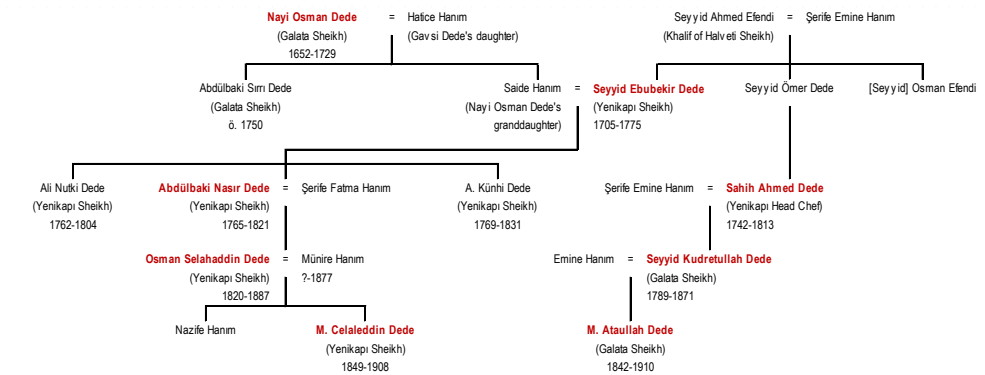 Nayi Osman Dede = Hatice Hanım
(Galata Sheikh) (Gavsi Dede's daughter)
1652-1729
Seyyid Ahmed Efendi = Şerife Emine Hanım
(Khalif of Halveti Sheikh)
Abdülbaki Sırrı Dede
(Galata Sheikh)
ö. 1750
Saide Hanım = Seyyid Ebubekir Dede
(Nayi Osman Dede's (Yenikapı Sheikh)
granddaughter) 1705-1775
Seyyid Ömer Dede
[Seyyid] Osman Efendi
Ali Nutki Dede
(Yenikapı Sheikh)
1762-1804
Abdülbaki Nasır Dede = Şerife Fatma Hanım
(Yenikapı Sheikh)
1765-1821
A. Künhi Dede
(Yenikapı Sheikh)
1769-1831
Şerife Emine Hanım = Sahih Ahmed Dede
(Yenikapı Head Chef)
1742-1813
Osman Selahaddin Dede = Münire Hanım
(Yenikapı Sheikh) ?-1877
1820-1887
Emine Hanım = Seyyid Kudretullah Dede
(Galata Sheikh)
1789-1871
Nazife Hanım
M. Celaleddin Dede
(Yenikapı Sheikh)
1849-1908
M. Ataullah Dede
(Galata Sheikh)
1842-1910